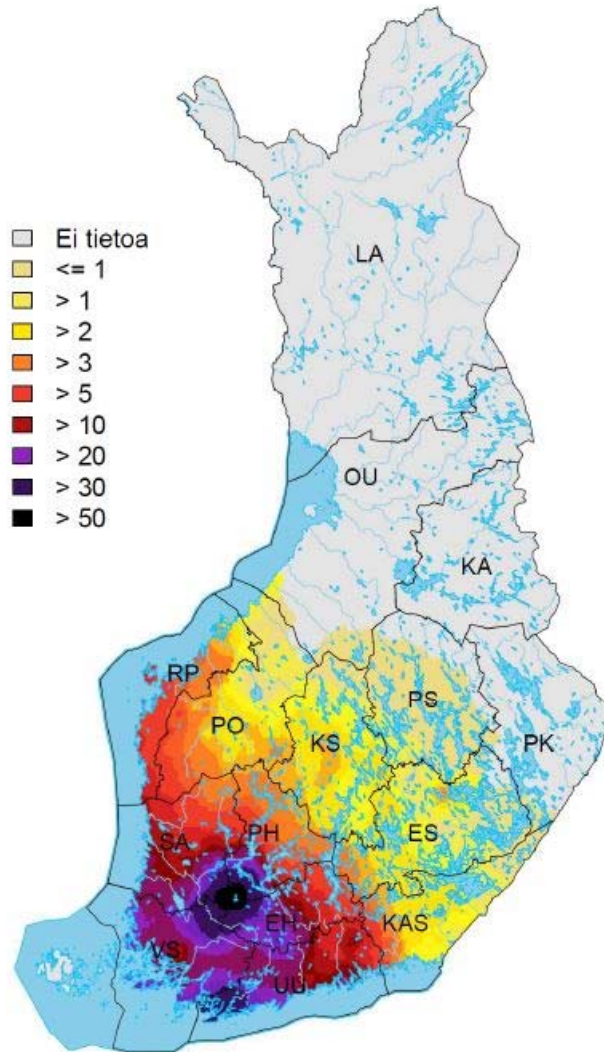 Ei tietoa
<= 1
> 1
> 2
> 3
> 5
> 10
> 20
> 30
> 50
LA
OU
KA
RP
PO
KS
PS
PK
SA
PH
ES
EH
KAS
VS
UU